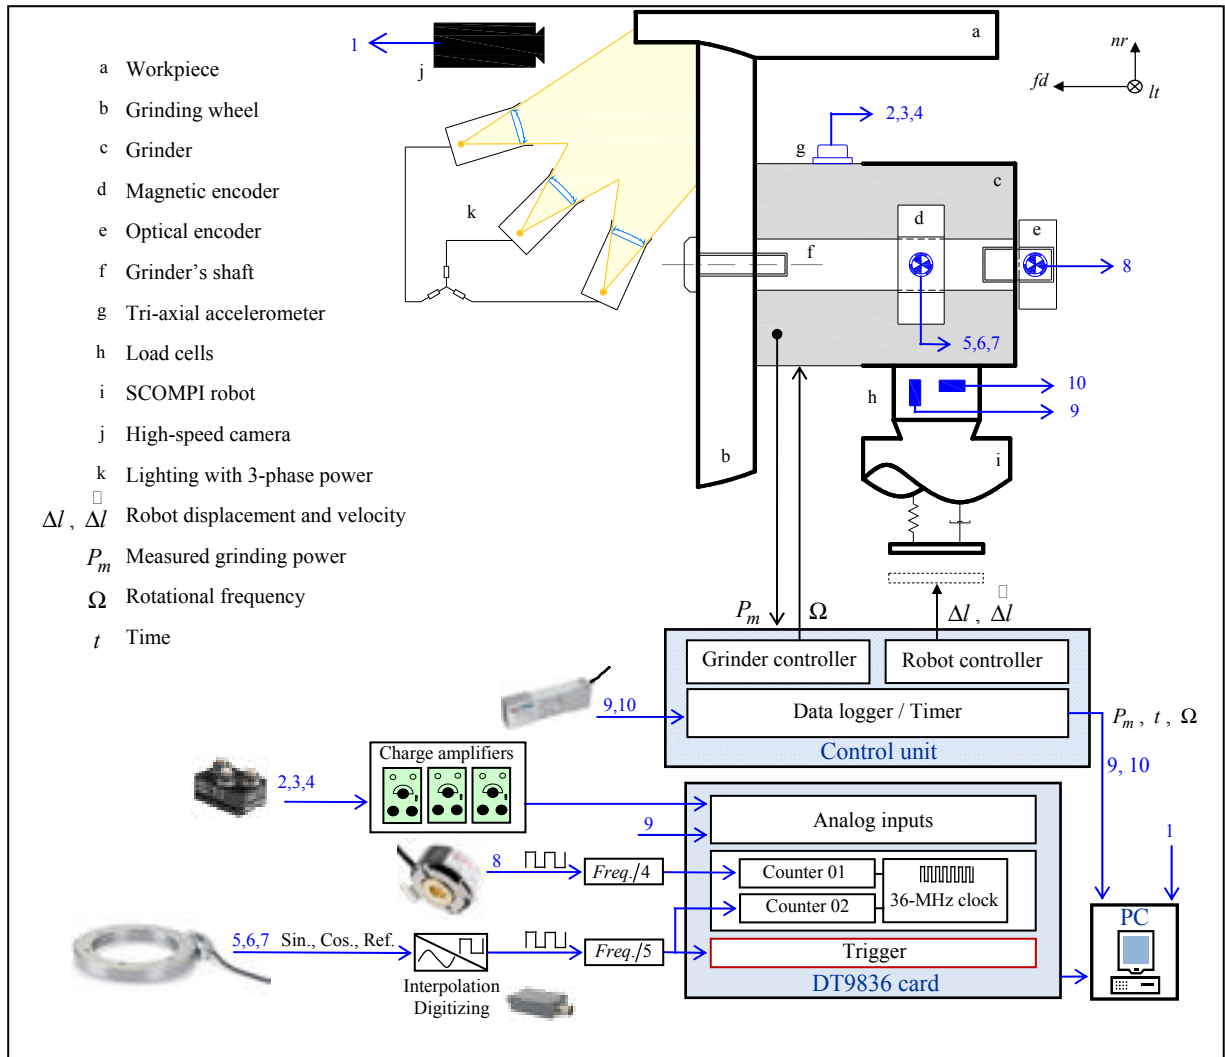 1
j
a
nr
fd
lt
a Workpiece
b Grinding wheel
c Grinder
d Magnetic encoder
e Optical encoder
f Grinder's shaft
g Tri-axial accelerometer
h Load cells
i SCOMPI robot
j High-speed camera
k Lighting with 3-phase power
Δl , Δl Robot displacement and velocity
Pm Measured grinding power
Ω Rotational frequency
t Time
2,3,4
g
c
k
d
e
f
8
5,6,7
h
10
9
b
i
Pm
Ω
Δl , Δl
Grinder controller
Robot controller
9,10
Data logger / Timer
Control unit
Pm , t , Ω
9, 10
Charge amplifiers
2,3,4
Analog inputs
9
1
8
Freq./4
Counter 01
36-MHz clock
Counter 02
5,6,7 Sin., Cos., Ref.
Freq./5
Trigger
Interpolation
Digitizing
DT9836 card
PC